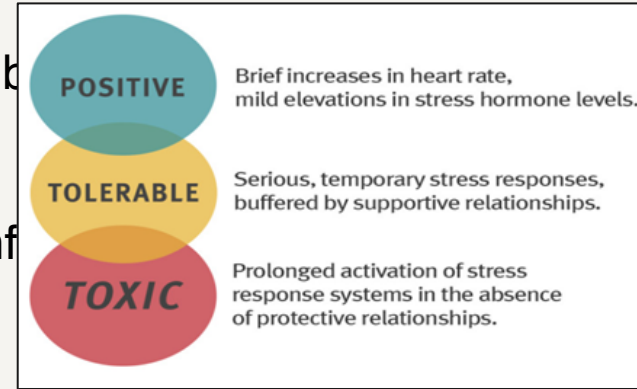 POSITIVE
Brief increases in heart rate,
mild elevations in stress hormone levels.
TOLERABLE
Serious, temporary stress responses,
buffered by supportive relationships.
TOXIC
Prolonged activation of stress
response systems in the absence
of protective relationships.